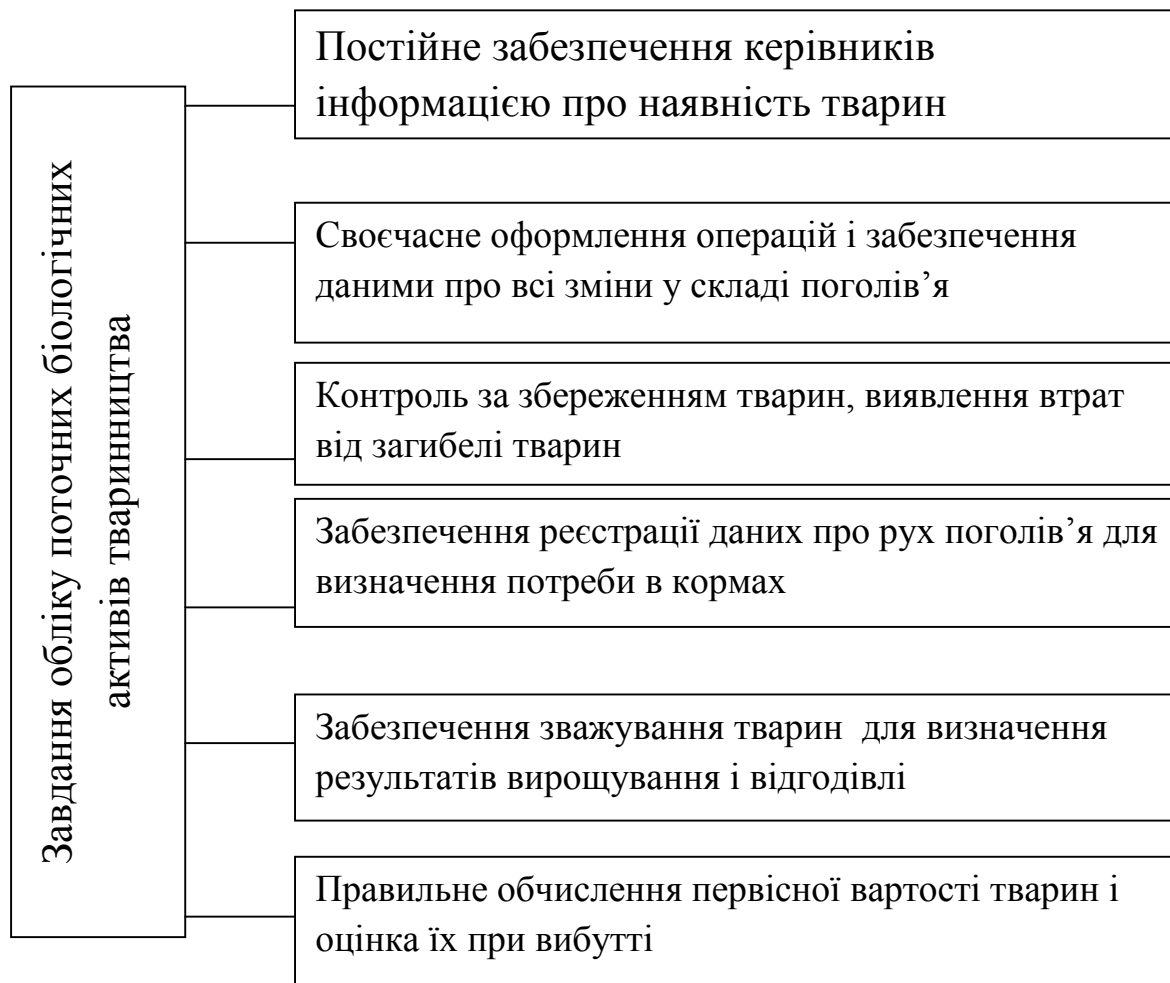 Завдання обліку поточних біологічних
активів тваринництва
Постійне забезпечення керівників
інформацією про наявність тварин
Своєчасне оформлення операцій і забезпечення
даними про всі зміни у складі поголів’я
Контроль за збереженням тварин, виявлення втрат
від загибелі тварин
Забезпечення реєстрації даних про рух поголів’я для
визначення потреби в кормах
Забезпечення зважування тварин  для визначення
результатів вирощування і відгодівлі
Правильне обчислення первісної вартості тварин і
оцінка їх при вибутті